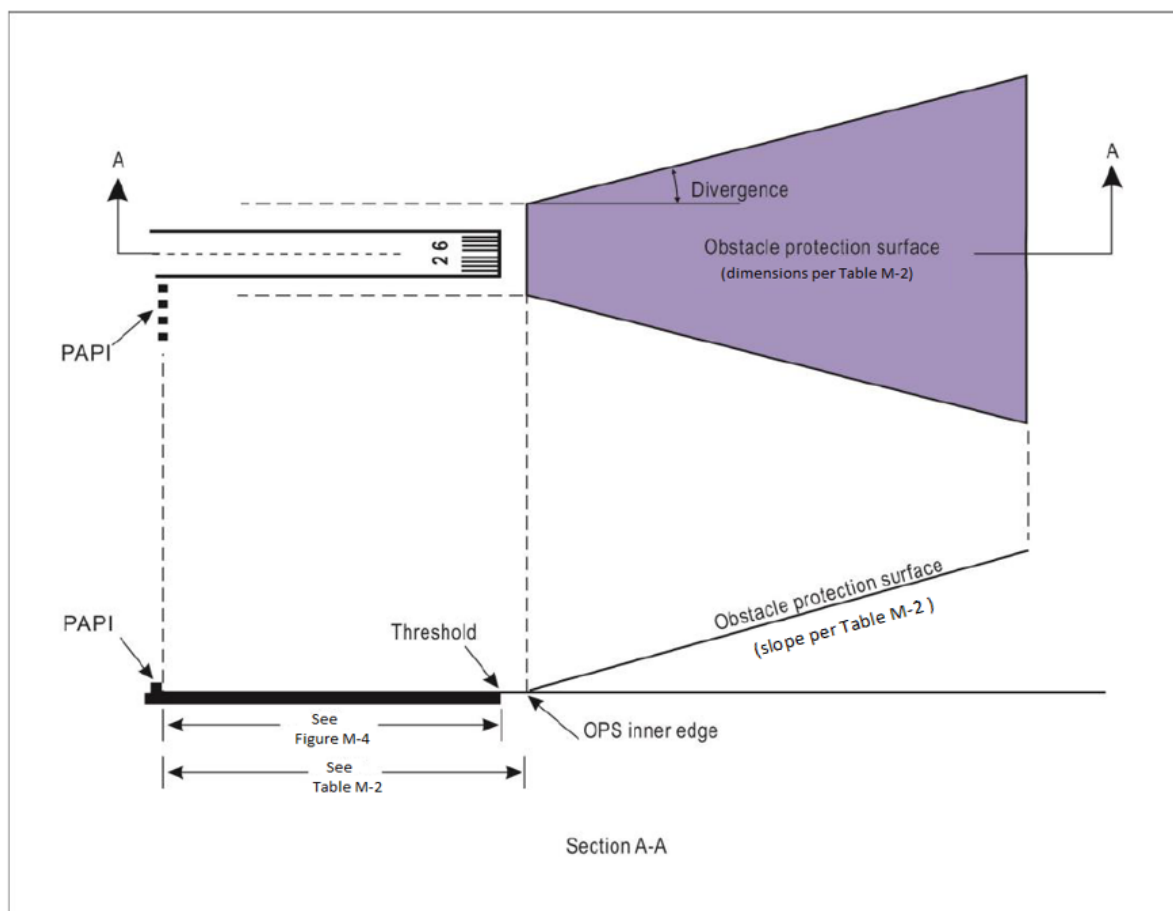 A
A
Divergence
Obstacle protection surface
(dimensions per Table M-2)
26
PAPI
Obstacle protection surface
(slope per Table M-2 )
PAPI
Threshold
OPS inner edge
See
Figure M-4
See
Table M-2
Section A-A